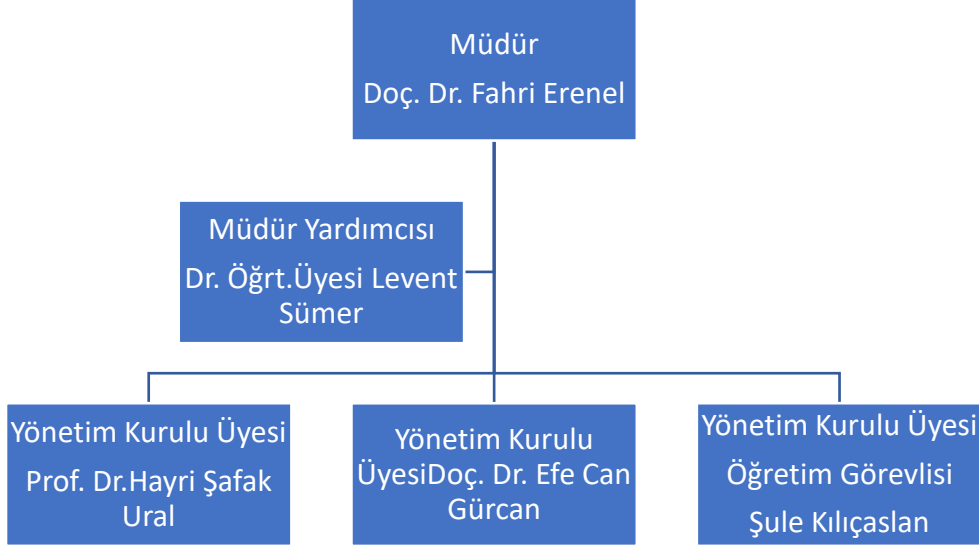 Müdür
Doç. Dr. Fahri Erenel
Müdür Yardımcısı
Dr. Öğrt.Üyesi Levent
Sümer
Yönetim Kurulu Üyesi
Prof. Dr.Hayri Şafak
Ural
Yönetim Kurulu
ÜyesiDoç. Dr. Efe Can
Gürcan
Yönetim Kurulu Üyesi
Öğretim Görevlisi
Şule Kılıçaslan